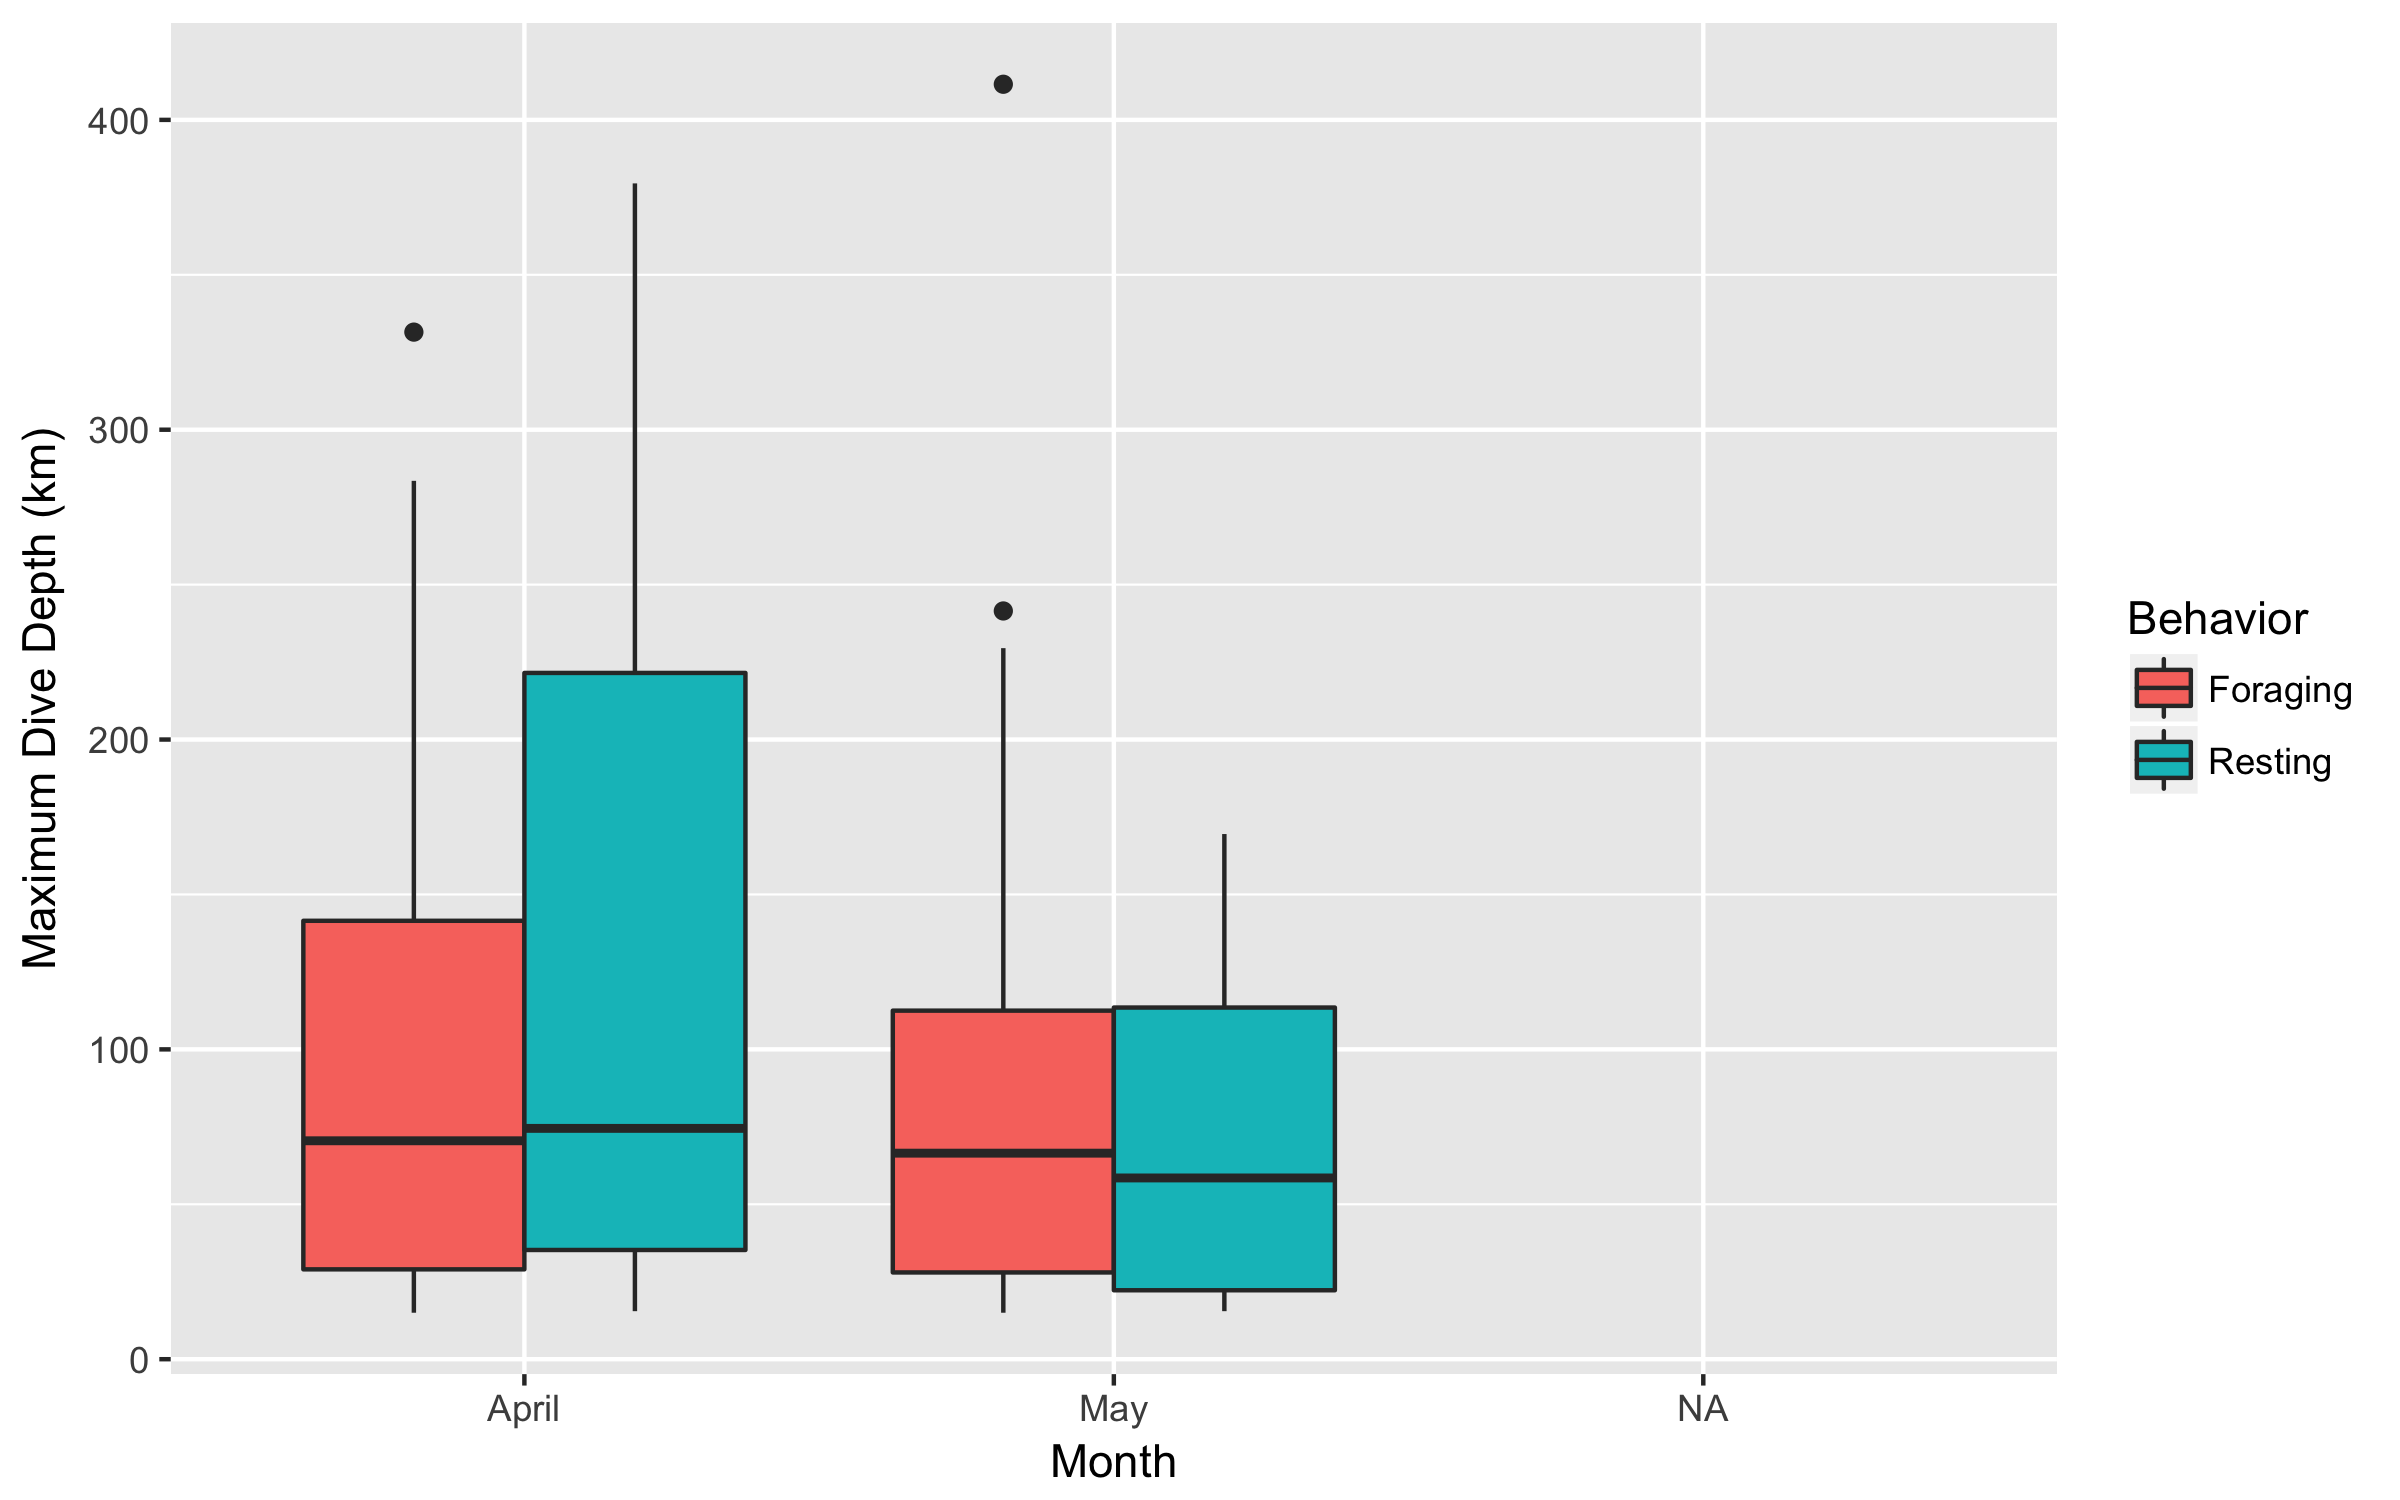 Maximum Dive Depth (km)
400
300
200
100
0
April
May
NA
Month
Behavior
Foraging
Resting